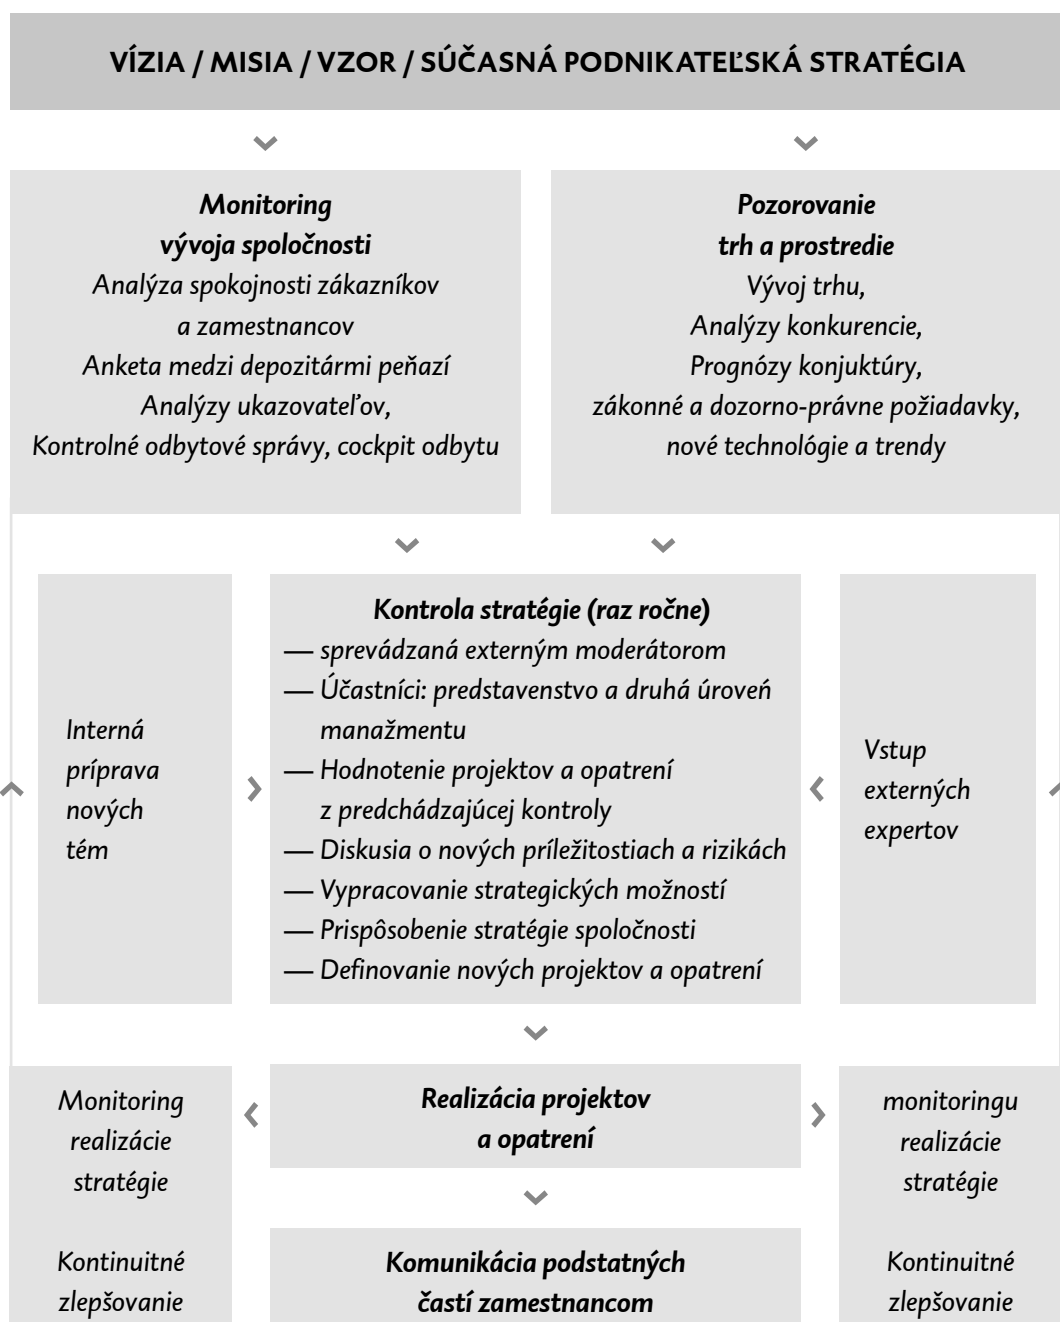 VÍZIA / MISIA / VZOR / SÚČASNÁ PODNIKATEĽSKÁ STRATÉGIA
Monitoring
vývoja spoločnosti
Analýza spokojnosti zákazníkov
a zamestnancov
Anketa medzi depozitármi peňazí
Analýzy ukazovateľov,
Kontrolné odbytové správy, cockpit odbytu
Pozorovanie
trh a prostredie
Vývoj trhu,
Analýzy konkurencie,
Prognózy konjuktúry,
zákonné a dozorno-právne požiadavky,
nové technológie a trendy
Interná
príprava
nových
tém
Kontrola stratégie (raz ročne)
— sprevádzaná externým moderátorom
— Účastníci: predstavenstvo a druhá úroveń
manažmentu
— Hodnotenie projektov a opatrení
z predchádzajúcej kontroly
— Diskusia o nových príležitostiach a rizikách
— Vypracovanie strategických možností
— Prispôsobenie stratégie spoločnosti
— Definovanie nových projektov a opatrení
Vstup
externých
expertov
Monitoring
realizácie
stratégie
Kontinuitné
zlepšovanie
Realizácia projektov
a opatrení
Komunikácia podstatných
častí zamestnancom
monitoringu
realizácie
stratégie
Kontinuitné
zlepšovanie